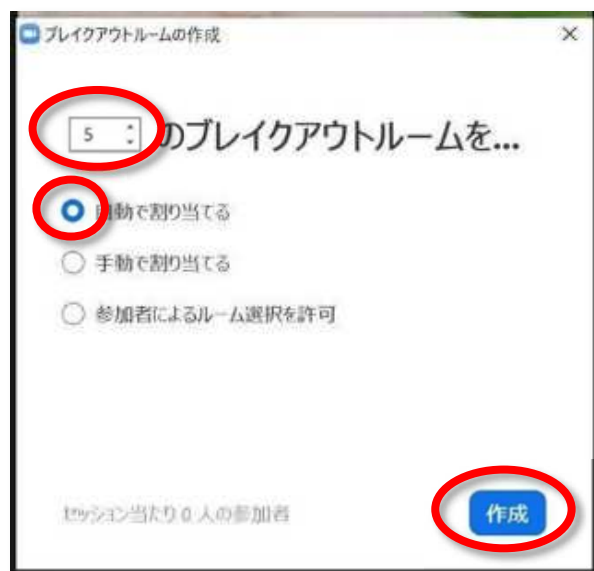 ブレイクアウトルームの作成
5 のブレイクアウトルームを...
自動で割り当てる
手動で割り当てる
参加者によるルーム選択を許可
セッション当たり 0 人の参加者
作成